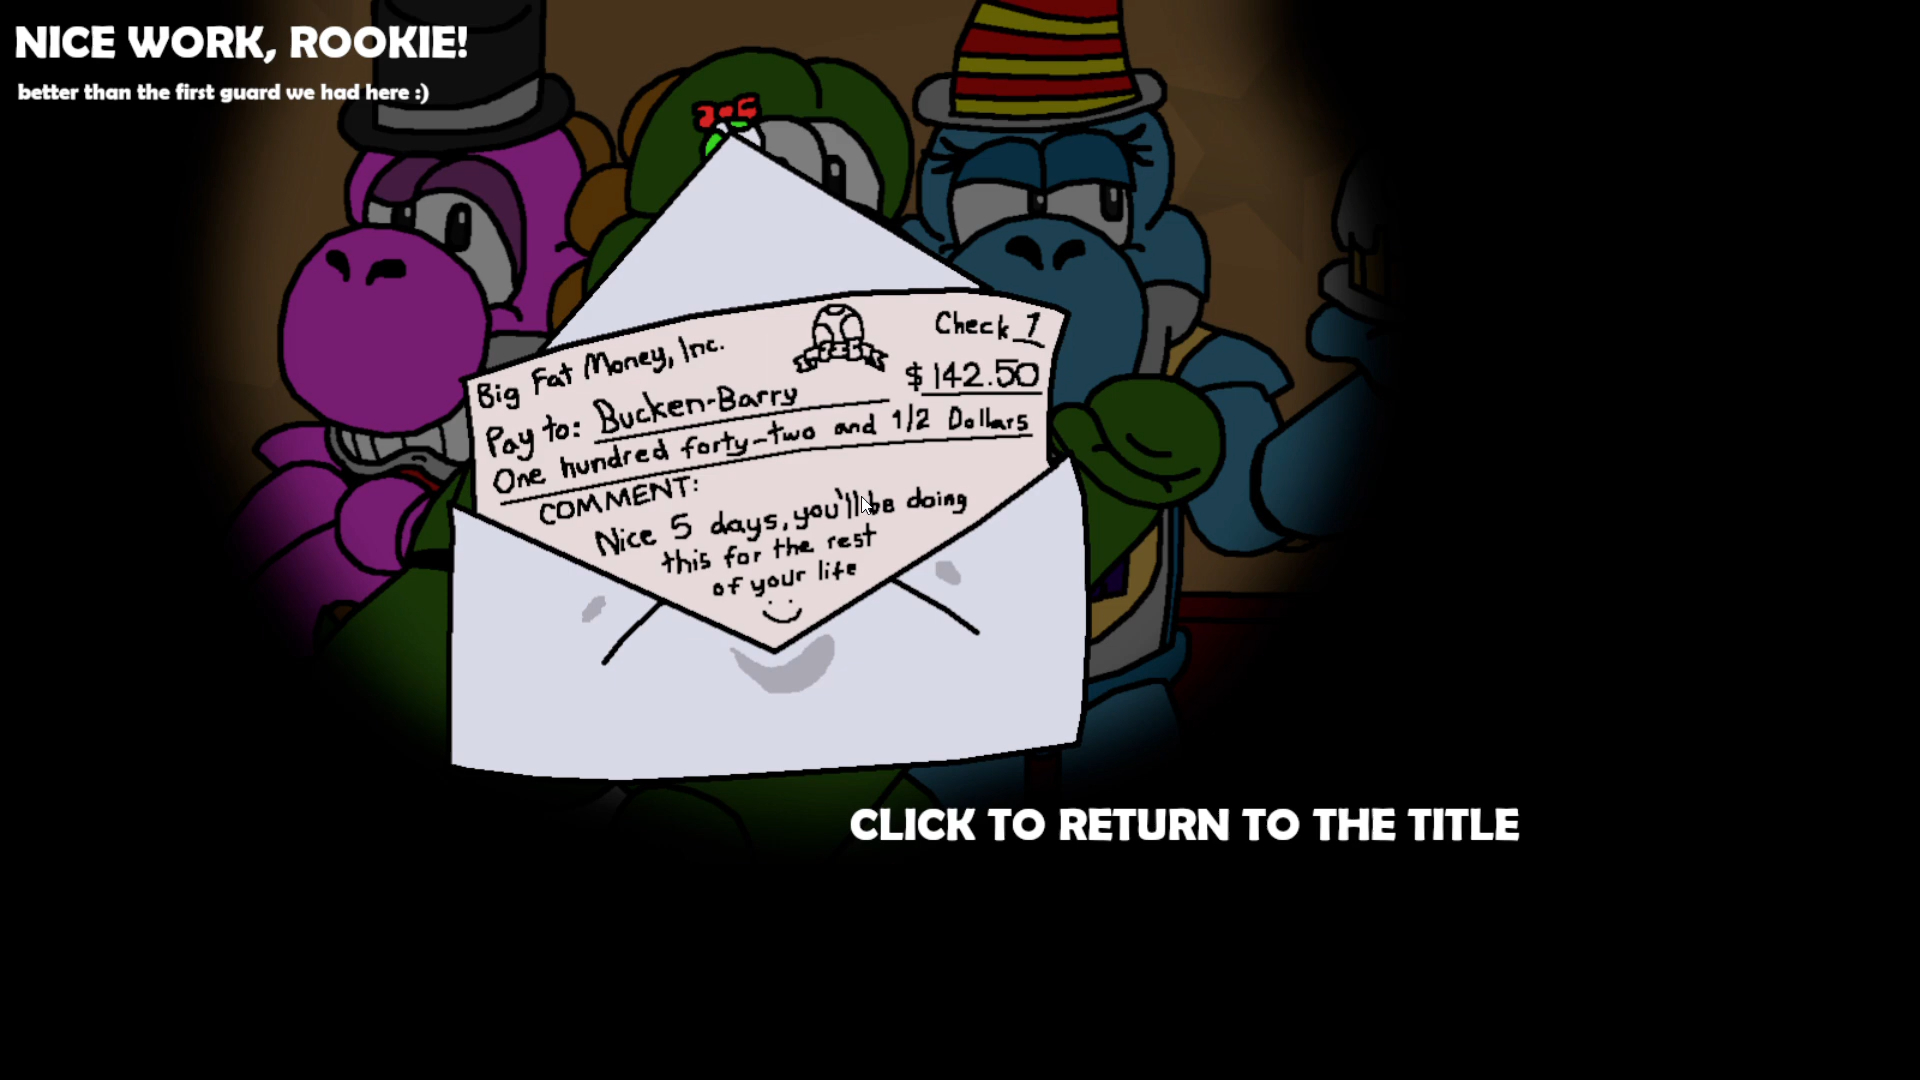 NICE WORK, ROOKIE!
better than the first guard we had here :)
Big Fat Money, Inc.
Check 1
$ 142.50
Pay to: Bucken-Barry
One hundred forty-two and 1/2 Dollars
COMMENT:
Nice 5 days, you'll be doing
this for the rest
of your life
CLICK TO RETURN TO THE TITLE